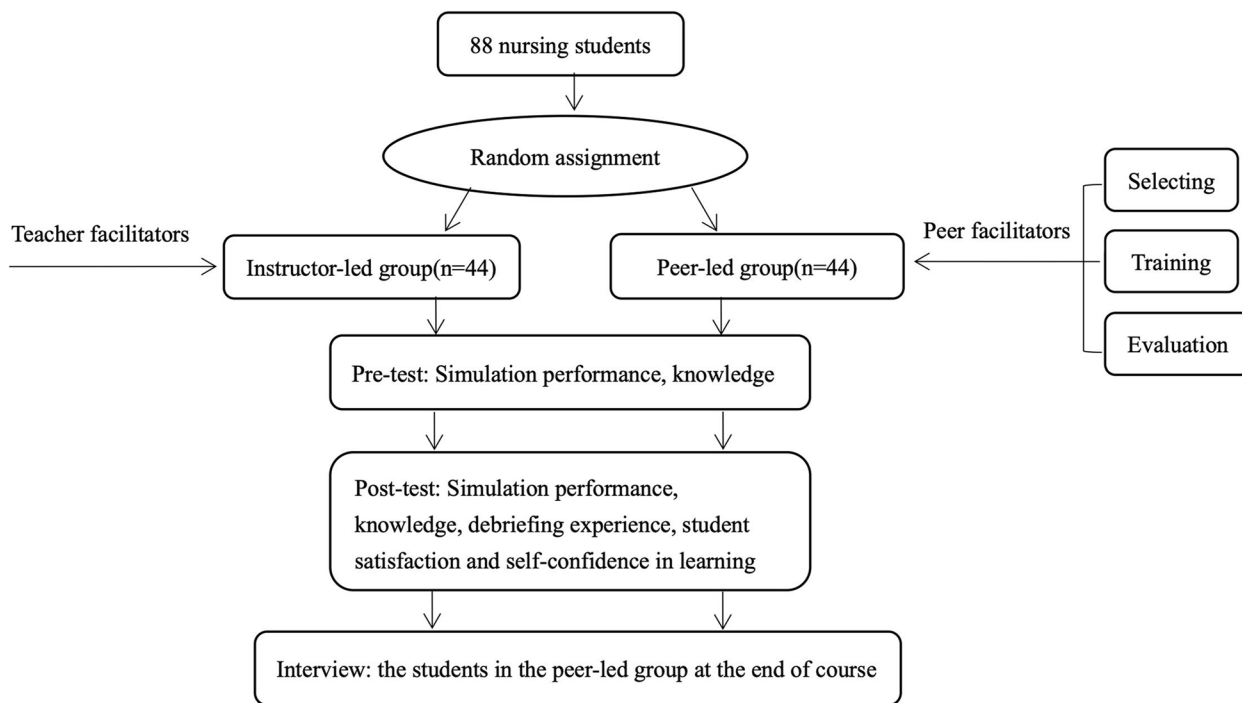 88 nursing students
Random assignment
Selecting
Teacher facilitators
Peer facilitators
Instructor-led group(n=44)
Peer-led group(n=44)
Training
Evaluation
Pre-test: Simulation performance, knowledge
Post-test: Simulation performance,
knowledge, debriefing experience, student
satisfaction and self-confidence in learning
Interview: the students in the peer-led group at the end of course